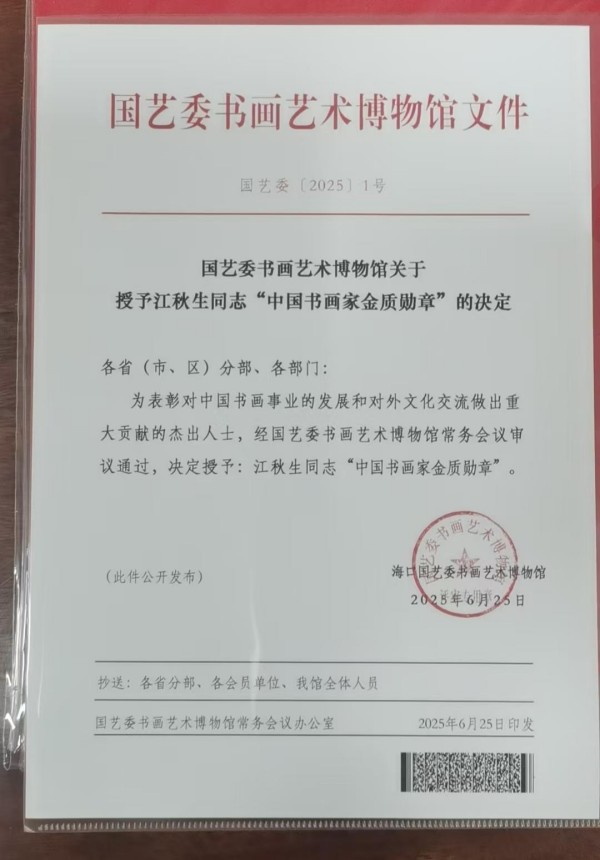 国艺委书画艺术博物馆文件
国艺委〔2025〕1号
国艺委书画艺术博物馆关于
授予江秋生同志“中国书画家金质勋章”的决定
各省（市、区）分部、各部门：
为表彰对中国书画事业的发展和对外文化交流做出重
大贡献的杰出人士，经国艺委书画艺术博物馆常务会议审
议通过，决定授予：江秋生同志“中国书画家金质勋章”。
（此件公开发布）
海口国艺委书画艺术博物馆
2025年6月25日
抄送：各省分部、各会员单位、我馆全体人员
国艺委书画艺术博物馆常务会议办公室 2025年6月25日印发